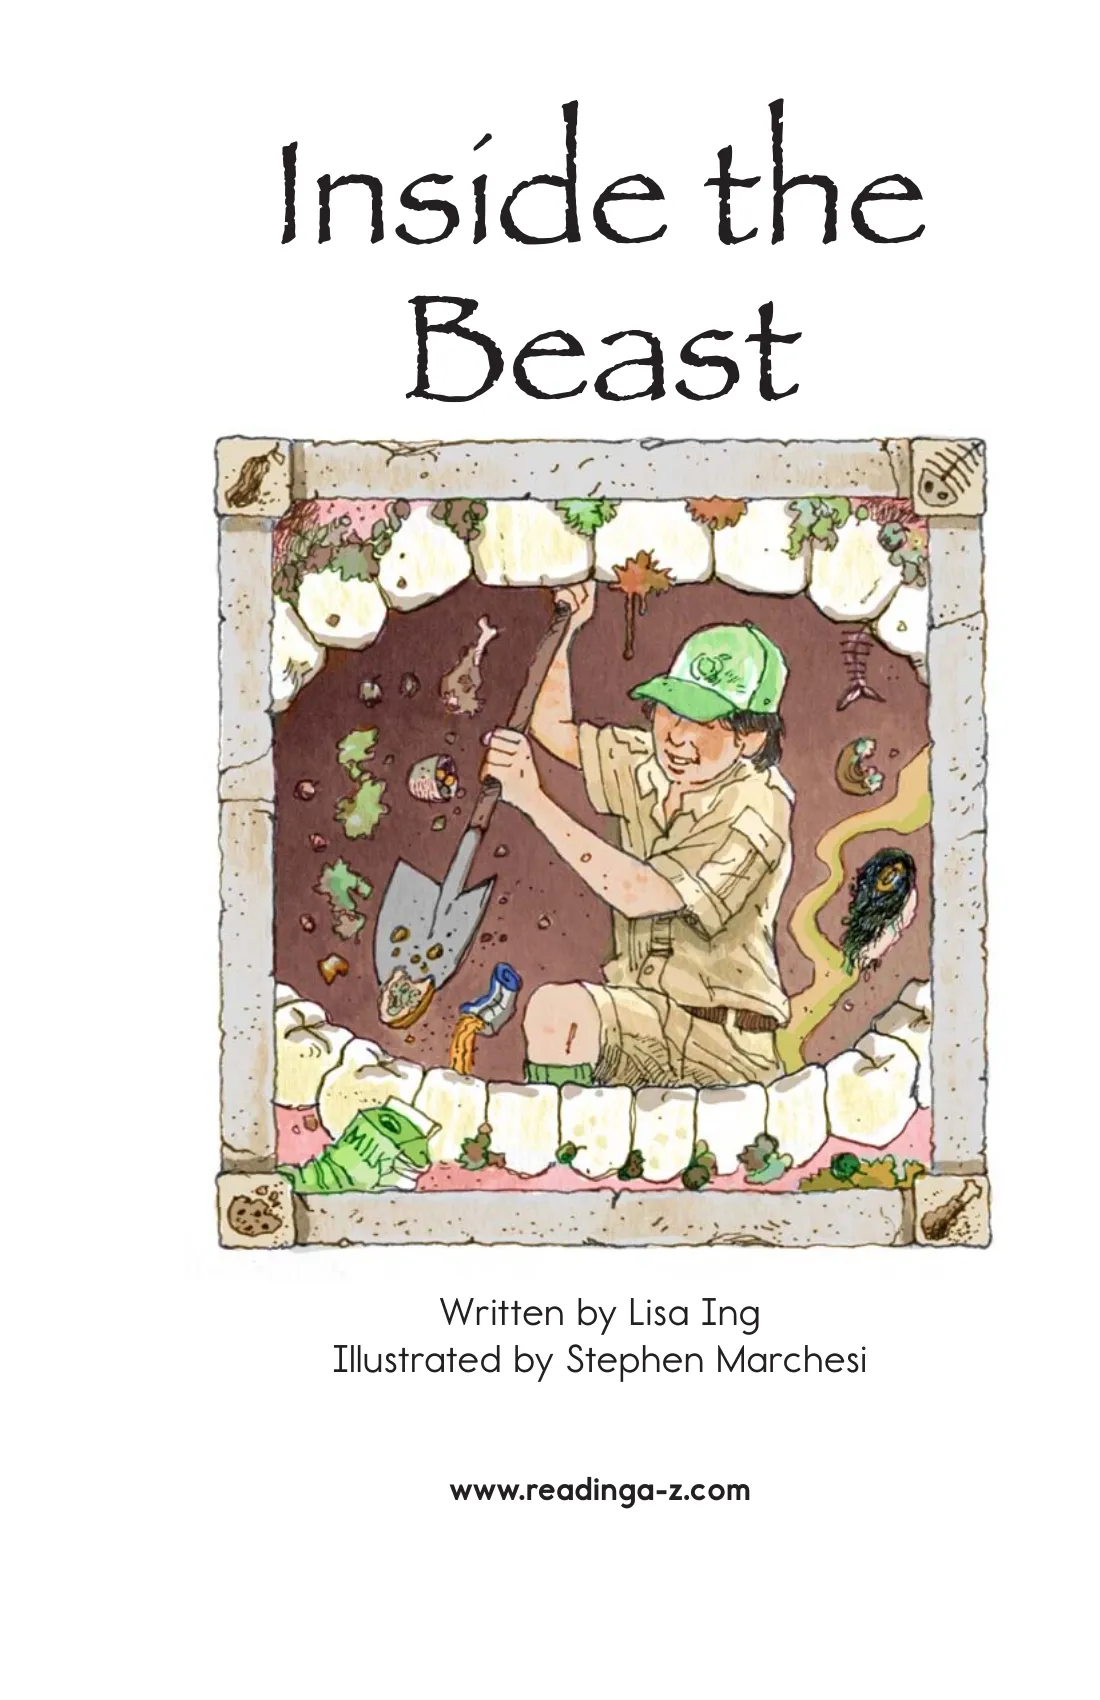 Inside the
Beast
MILK
Written by Lisa Ing
Illustrated by Stephen Marchesi
www.readinga-z.com